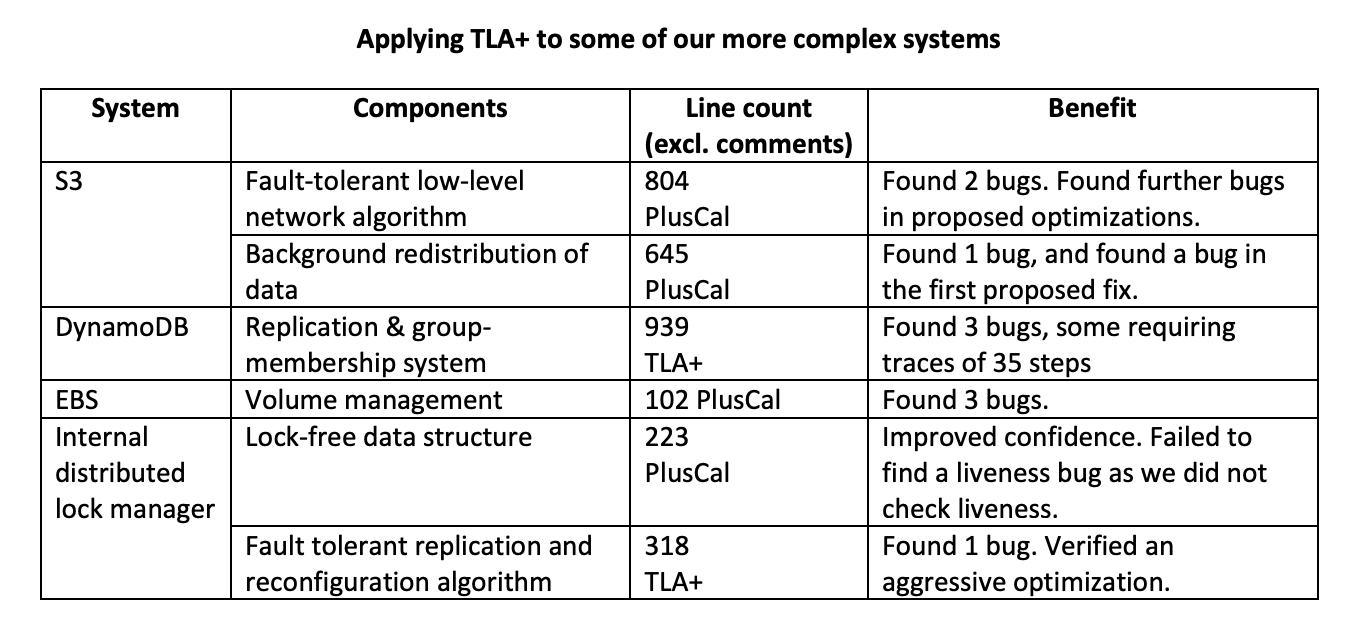 Applying TLA+ to some of our more complex systems
System
Components
Line count
(excl. comments)
Benefit
S3
Fault-tolerant low-level
network algorithm
804
PlusCal
Found 2 bugs. Found further bugs
in proposed optimizations.
Background redistribution of
data
645
PlusCal
Found 1 bug, and found a bug in
the first proposed fix.
DynamoDB
Replication & group-
membership system
939
TLA+
Found 3 bugs, some requiring
traces of 35 steps
EBS
Volume management
102 PlusCal
Found 3 bugs.
Internal
distributed
lock manager
Lock-free data structure
223
PlusCal
Improved confidence. Failed to
find a liveness bug as we did not
check liveness.
Fault tolerant replication and
reconfiguration algorithm
318
TLA+
Found 1 bug. Verified an
aggressive optimization.